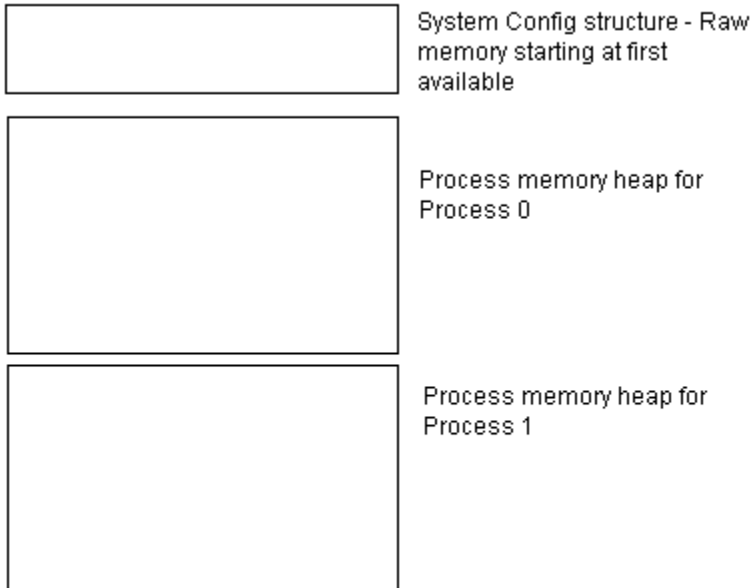 System Config structure - Raw
memory starting at first
available
Process memory heap for
Process 0
Process memory heap for
Process 1